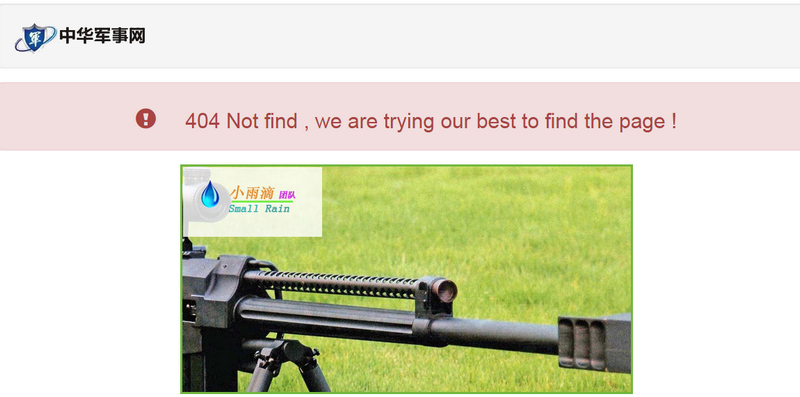 軍 中华军事网
404 Not find , we are trying our best to find the page !
小雨滴 团队
Small Rain